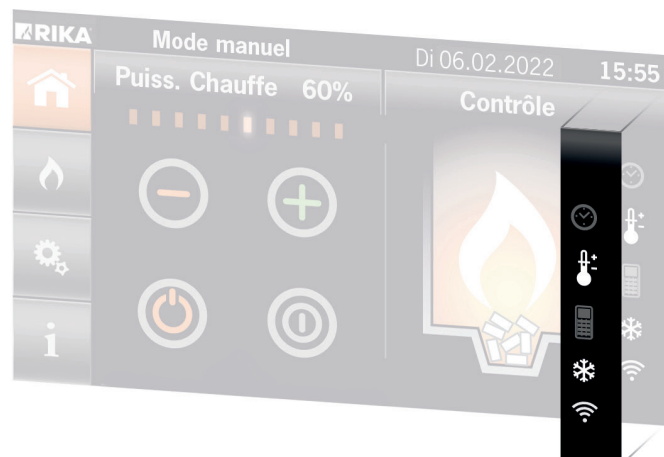 RIKA
Mode manuel
Di 06.02.2022
15:55
Puiss. Chauffe 60%
Contrôle
i